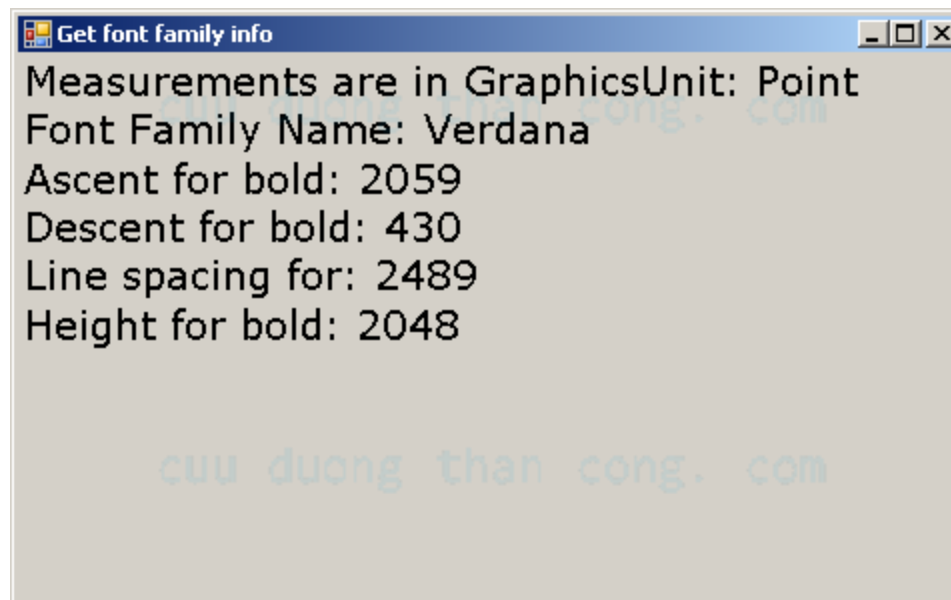 Get font family info
Measurements are in GraphicsUnit: Point
cuu duong than cong. com
Font Family Name: Verdana
Ascent for bold: 2059
Descent for bold: 430
Line spacing for: 2489
Height for bold: 2048
cuu duong than cong. com